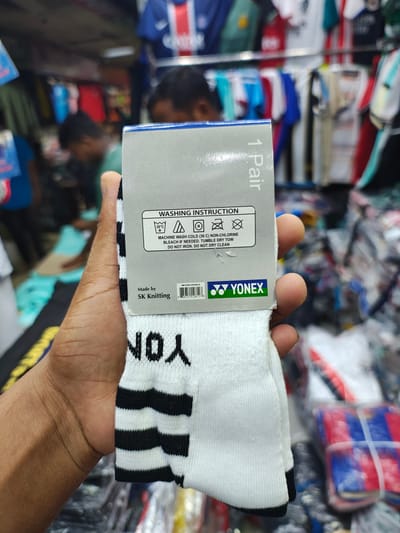 1 Pair
WASHING INSTRUCTION
MACHINE WASH COLD (30 C) NON-CHLORINE
BLEACH IF NEEDED. TUMBLE DRY TOW
DO NOT IRON. DO NOT DRY CLEAN
Made by
SK Knitting
YONEX
YON